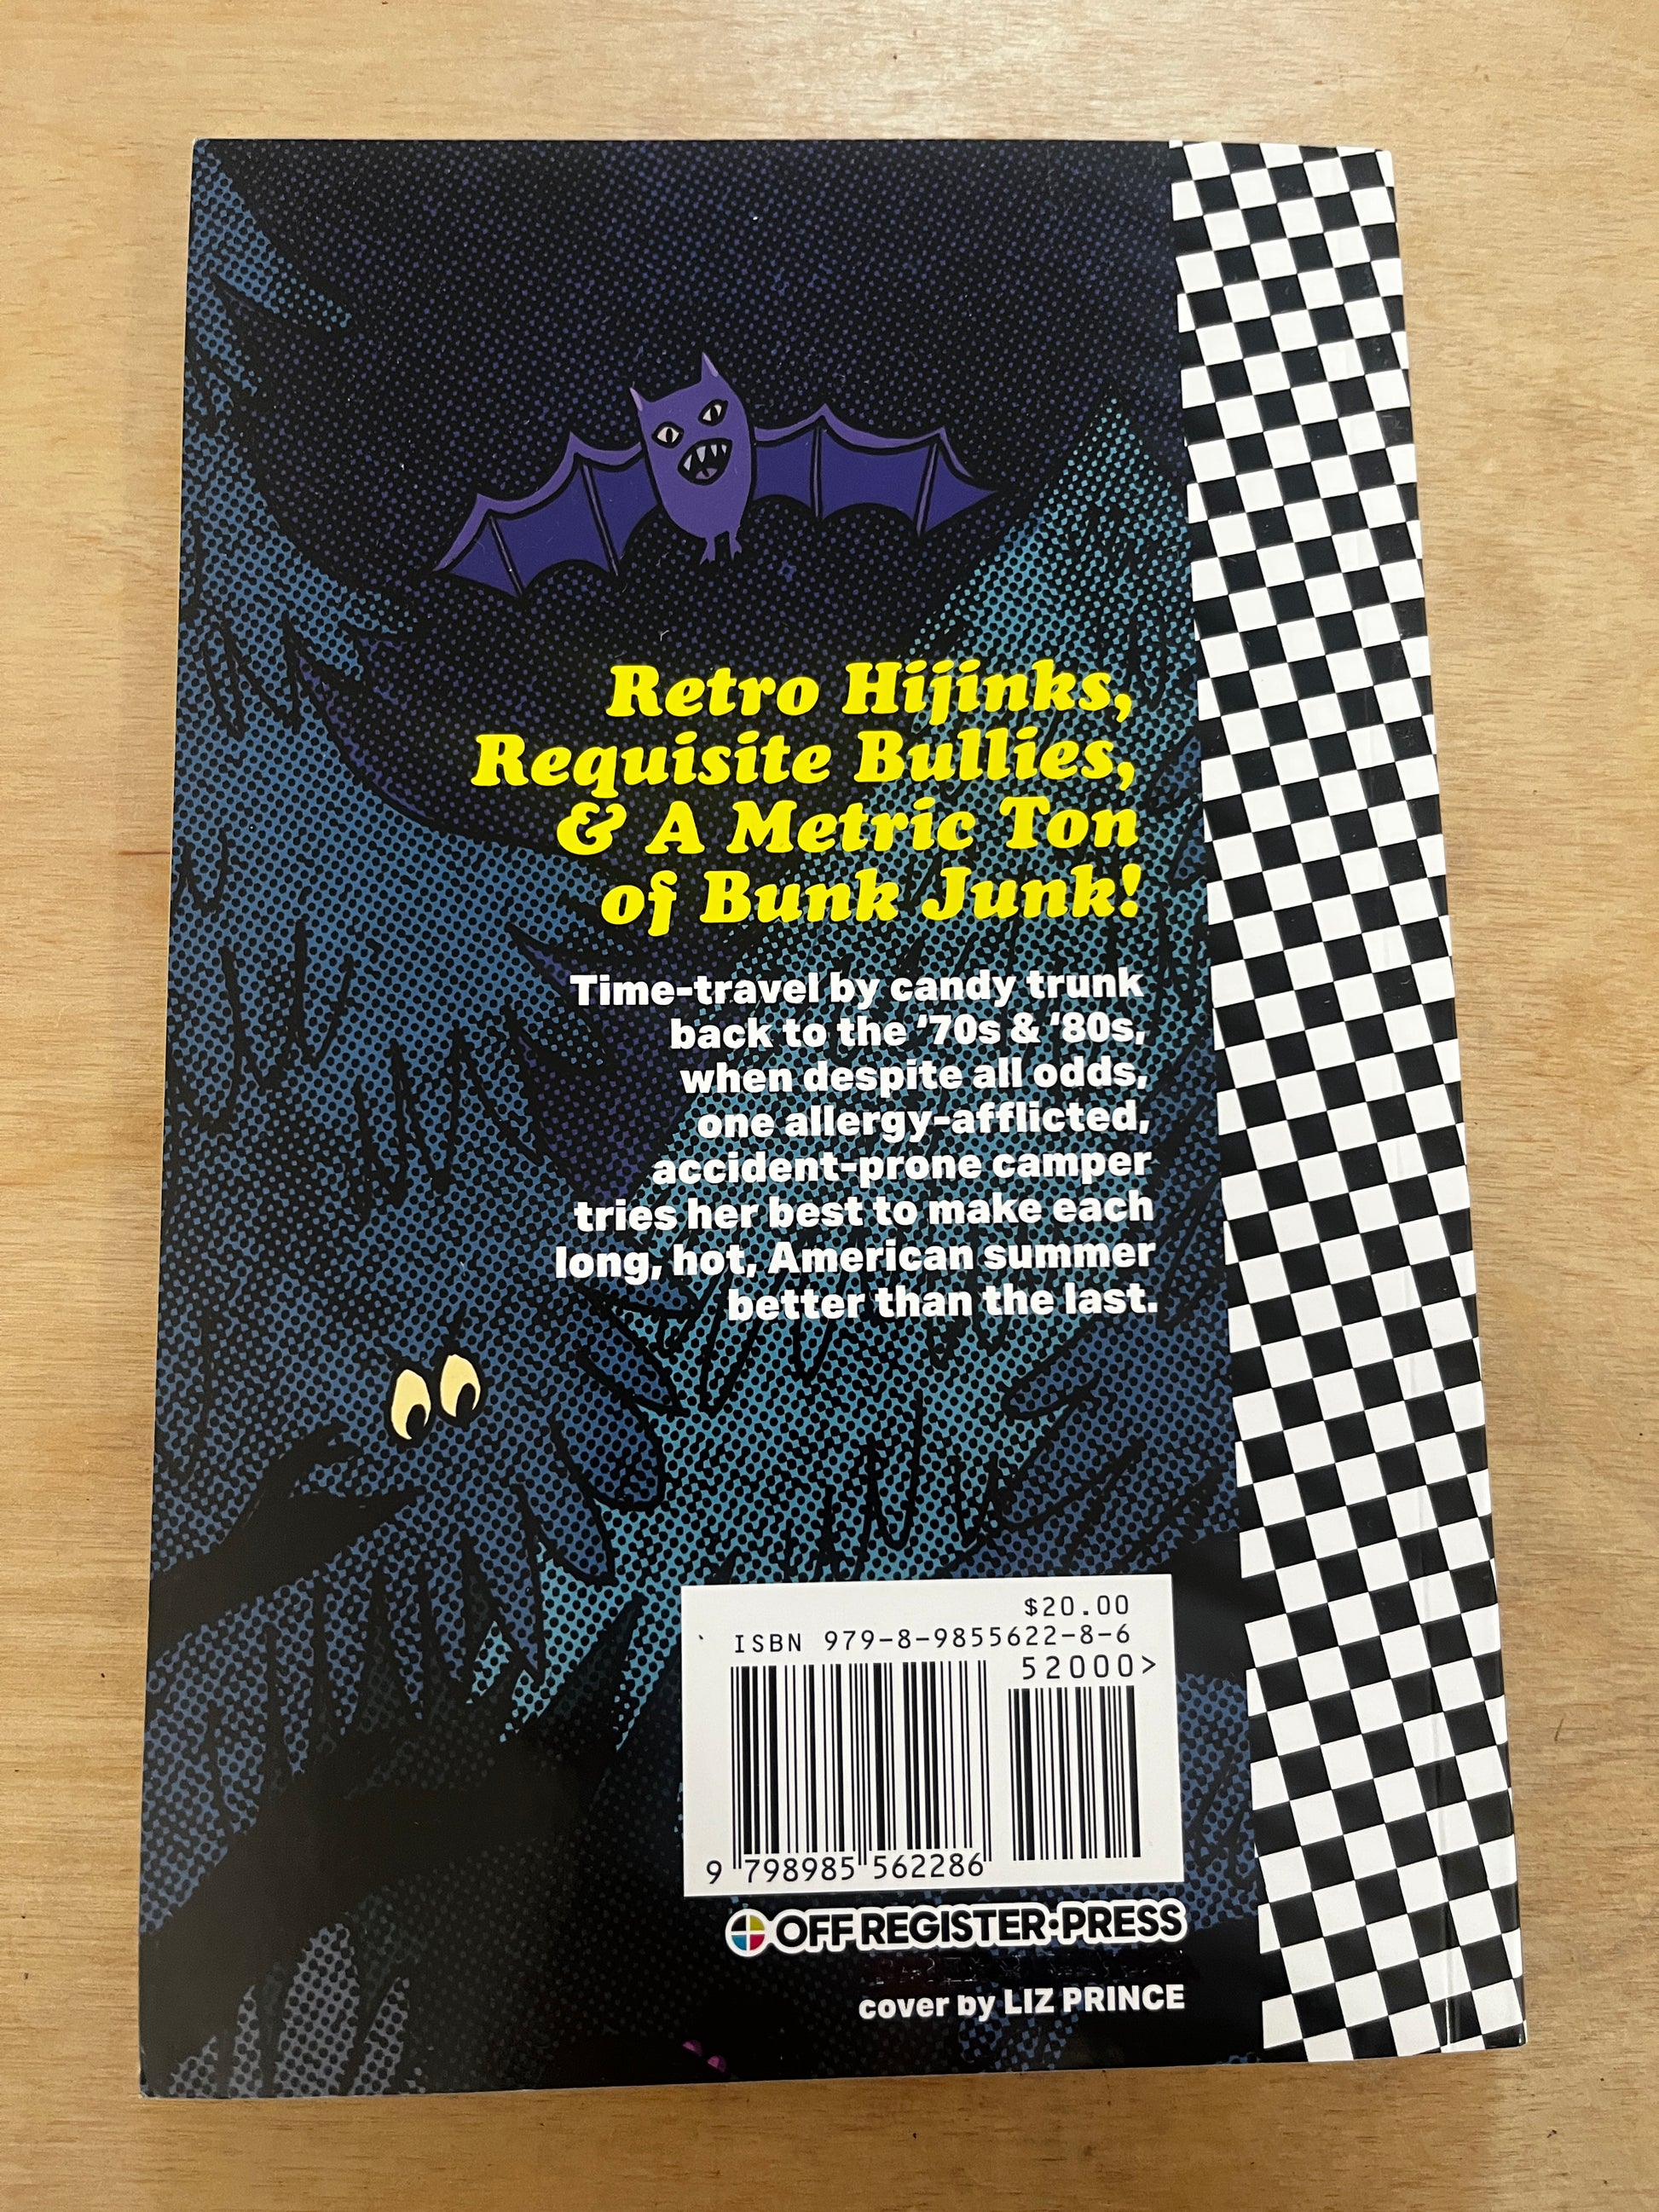 Retro Hijinks,
Requisite Bullies,
& A Metric Ton
of Bunk Junk!
Time-travel by candy trunk
back to the ’70s & ’80s,
when despite all odds,
one allergy-afflicted,
accident-prone camper
tries her best to make each
long, hot, American summer
better than the last.
$20.00
ISBN 979-8-9855622-8-6
52000>
9 798985 562286
OFF REGISTER·PRESS
cover by LIZ PRINCE